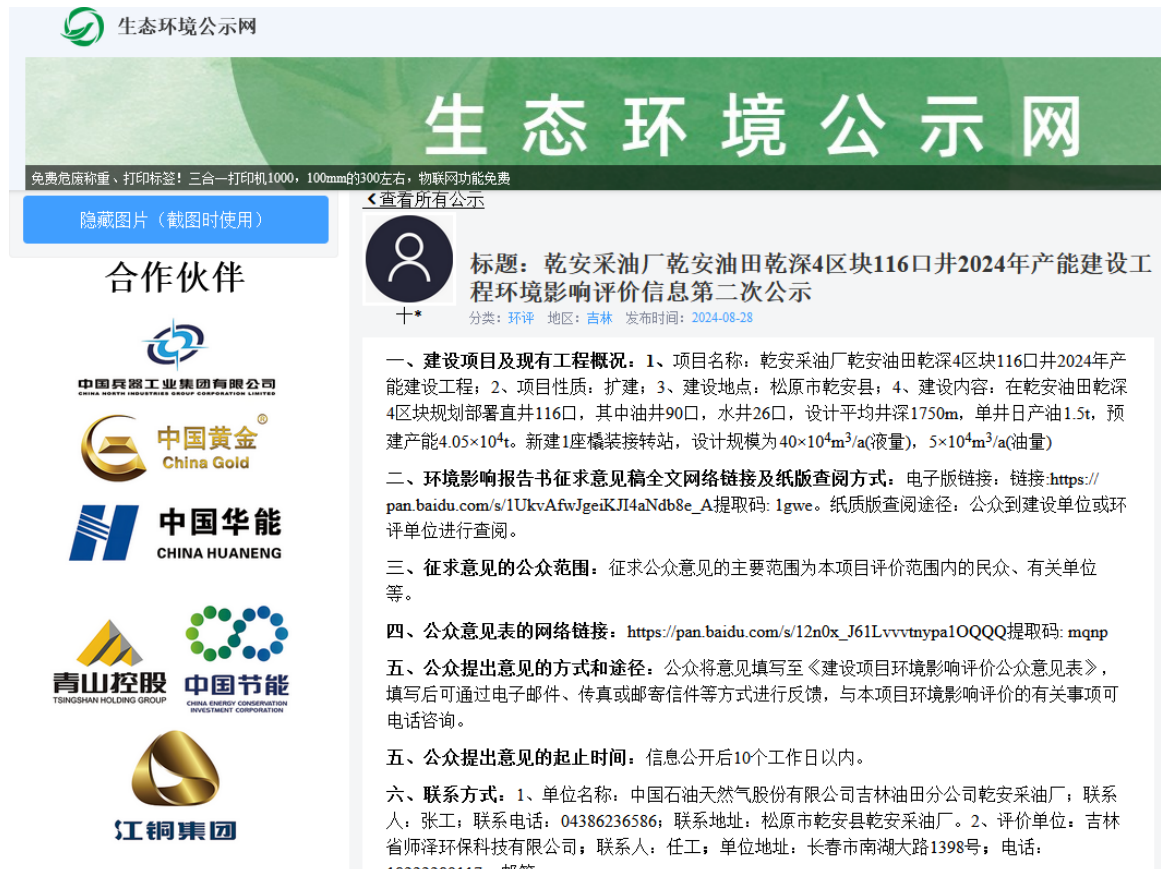 生态环境公示网
生态环境公示网
免费危废称重、打印标签！三合一打印机1000，100mm的300左右，物联网功能免费
隐藏图片（截图时使用）
合作伙伴
中国兵器工业集团有限公司
CHINA NORTH INDUSTRIES GROUP CORPORATION LIMITED
中国黄金®
China Gold
中国华能
CHINA HUANENG
青山控股
TSINGSHAN HOLDING GROUP
中国节能
CHINA ENERGY CONSERVATION
INVESTMENT CORPORATION
江铜集团
查看所有公示
十*
标题：乾安采油厂乾安油田乾深4区块116口井2024年产能建设工
程环境影响评价信息第二次公示
分类：环评 地区：吉林 发布时间：2024-08-28
一、建设项目及现有工程概况：1、项目名称：乾安采油厂乾安油田乾深4区块116口井2024年产
能建设工程；2、项目性质：扩建；3、建设地点：松原市乾安县；4、建设内容：在乾安油田乾深
4区块规划部署直井116口，其中油井90口，水井26口，设计平均井深1750m，单井日产油1.5t，预
建产能4.05×10⁴t。新建1座橇装接转站，设计规模为40×10⁴m³/a(液量)，5×10⁴m³/a(油量)
二、环境影响报告书征求意见稿全文网络链接及纸版查阅方式：电子版链接：链接:https://
pan.baidu.com/s/1UkvAfwJgeiKJI4aNdb8e_A提取码: 1gwe。纸质版查阅途径：公众到建设单位或环
评单位进行查阅。
三、征求意见的公众范围：征求公众意见的主要范围为本项目评价范围内的民众、有关单位
等。
四、公众意见表的网络链接：https://pan.baidu.com/s/12n0x_J61Lvvvtnypa1OQQQ提取码: mqnp
五、公众提出意见的方式和途径：公众将意见填写至《建设项目环境影响评价公众意见表》，
填写后可通过电子邮件、传真或邮寄信件等方式进行反馈，与本项目环境影响评价的有关事项可
电话咨询。
五、公众提出意见的起止时间：信息公开后10个工作日以内。
六、联系方式：1、单位名称：中国石油天然气股份有限公司吉林油田分公司乾安采油厂；联系
人：张工；联系电话：04386236586；联系地址：松原市乾安县乾安采油厂。2、评价单位：吉林
省师泽环保科技有限公司；联系人：任工；单位地址：长春市南湖大路1398号；电话：